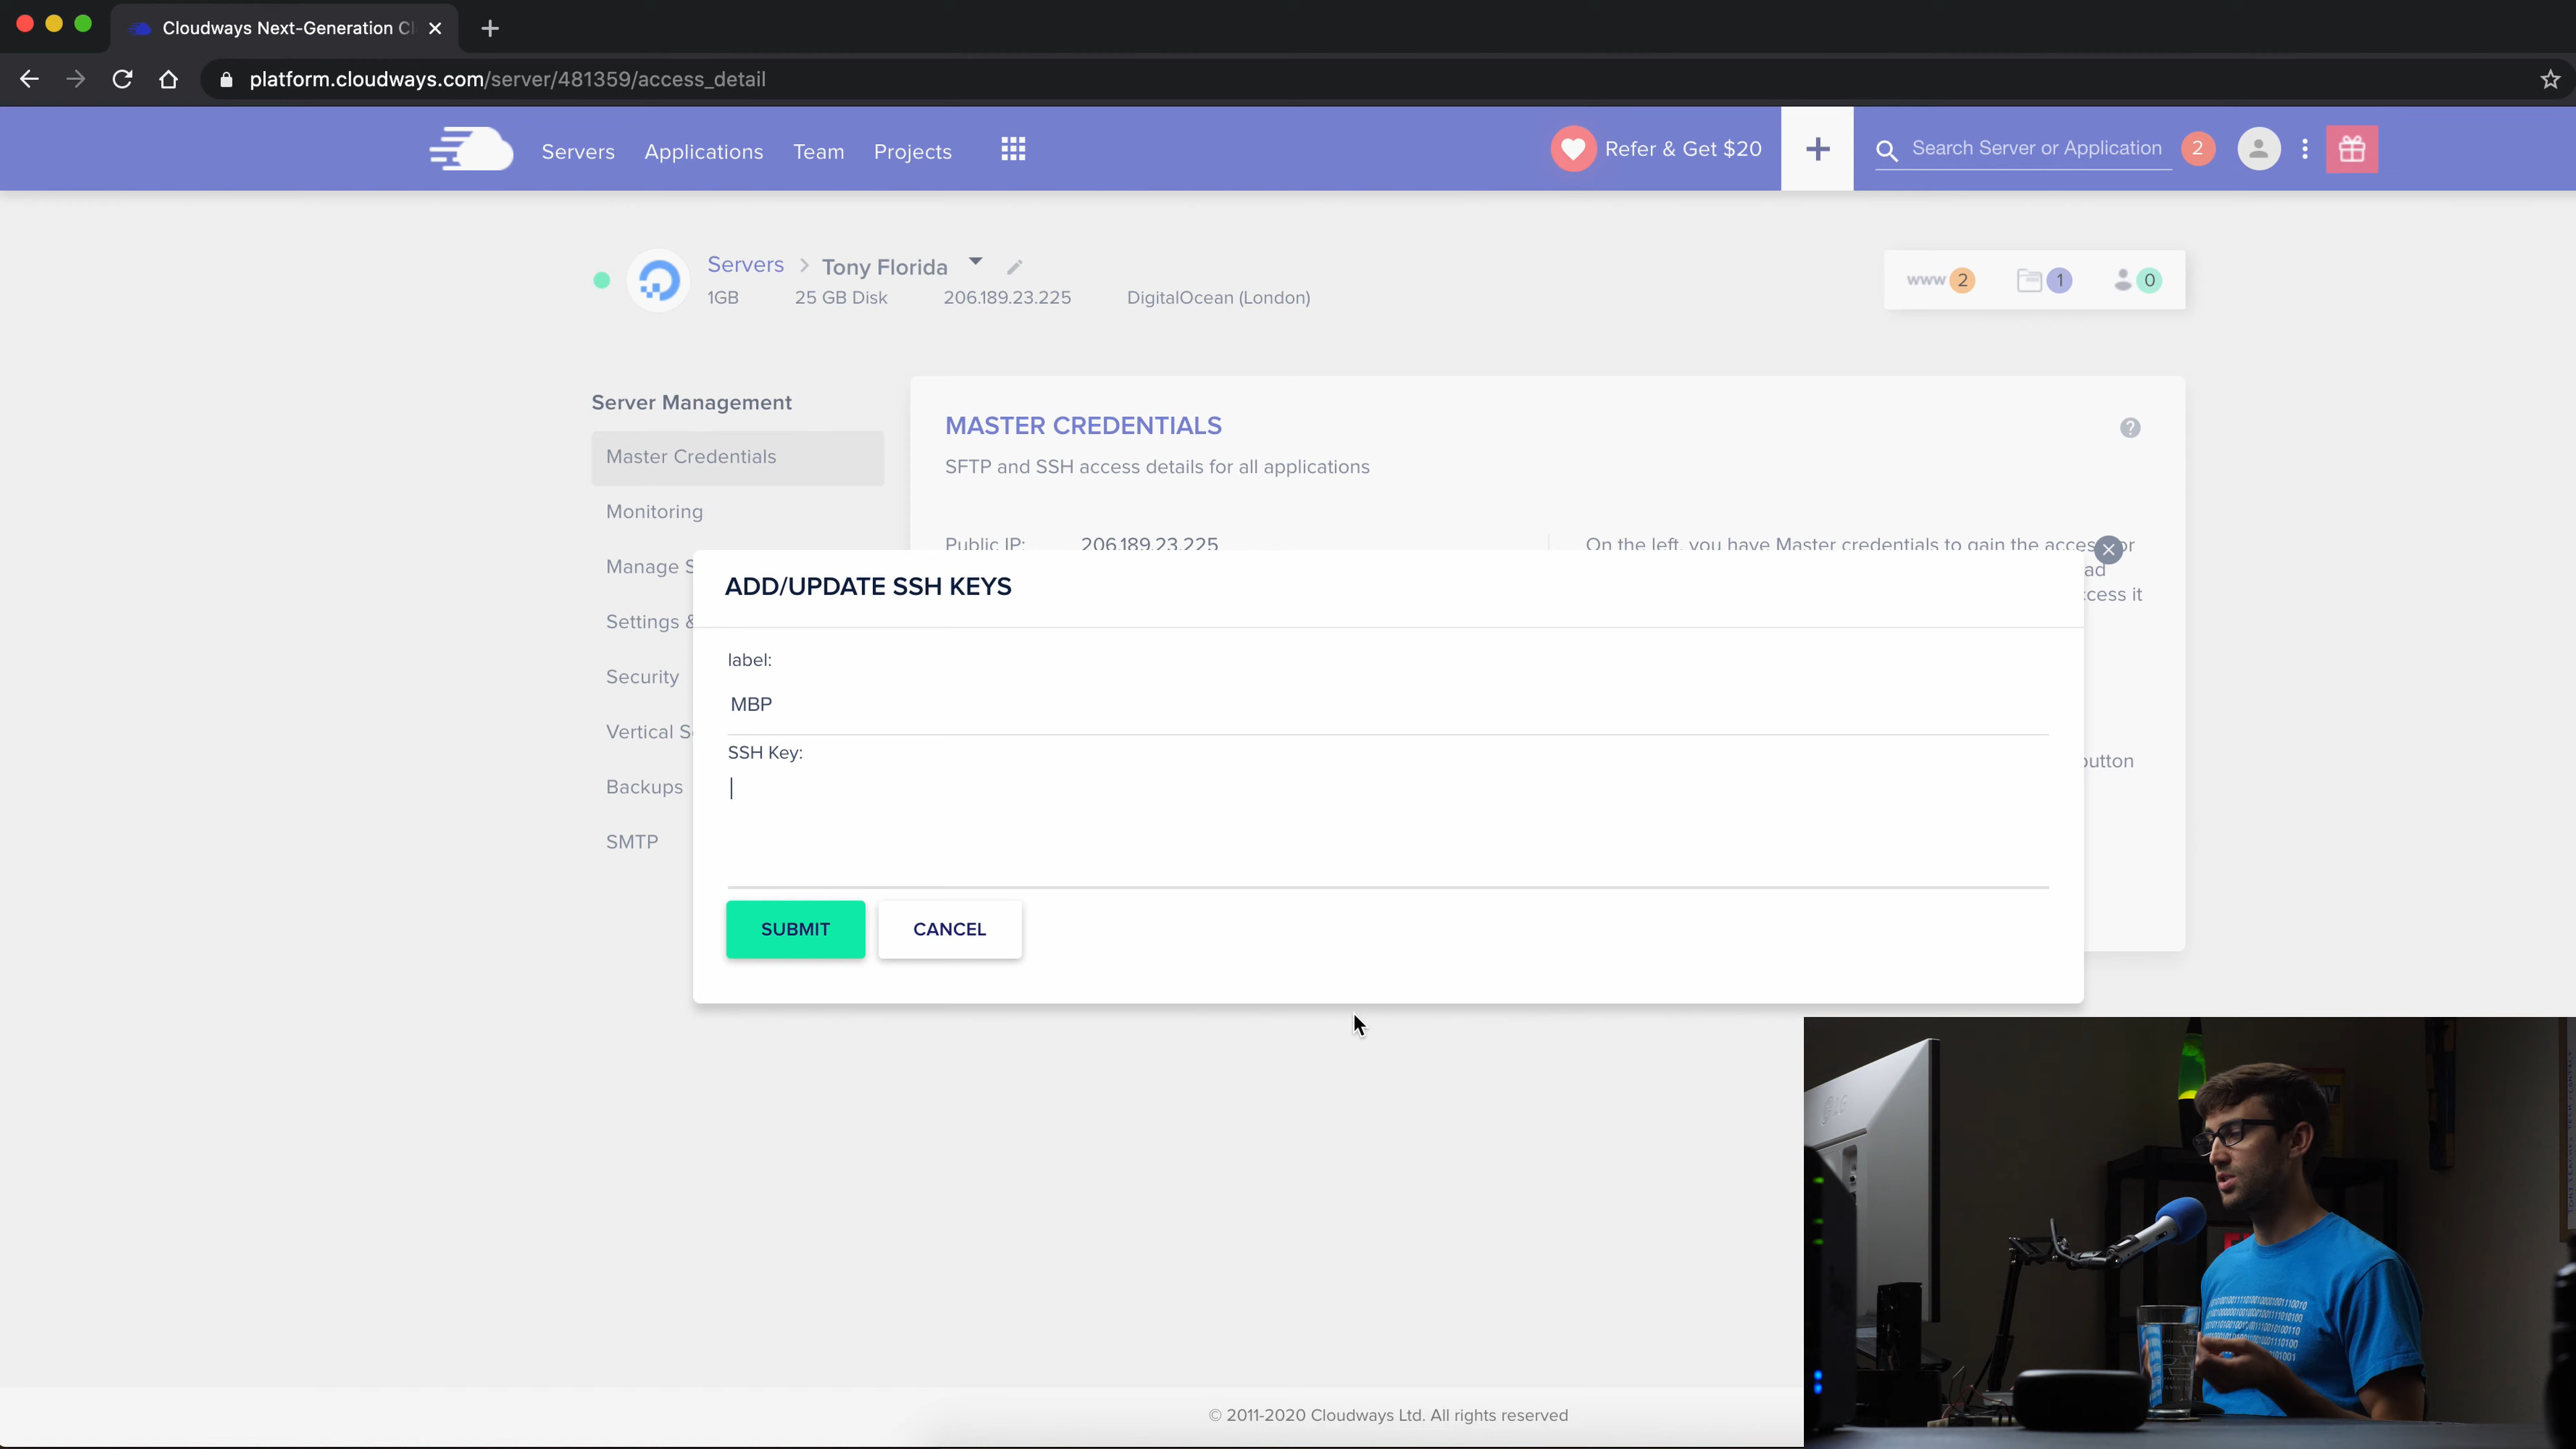 Cloudways Next-Generation Cl
platform.cloudways.com/server/481359/access_detail
Servers Applications Team Projects Refer & Get $20 + Search Server or Application 2
Servers > Tony Florida
1GB 25 GB Disk 206.189.23.225 DigitalOcean (London)
www 2 1 0
Server Management
Master Credentials
Monitoring
Manage S
Settings &
Security
Vertical S
Backups
SMTP
MASTER CREDENTIALS
?
SFTP and SSH access details for all applications
Public IP: 206.189.23.225
On the left, you have Master credentials to gain the access or
ad
cess it
button
ADD/UPDATE SSH KEYS
label:
MBP
SSH Key:
SUBMIT CANCEL
© 2011-2020 Cloudways Ltd. All rights reserved
LG